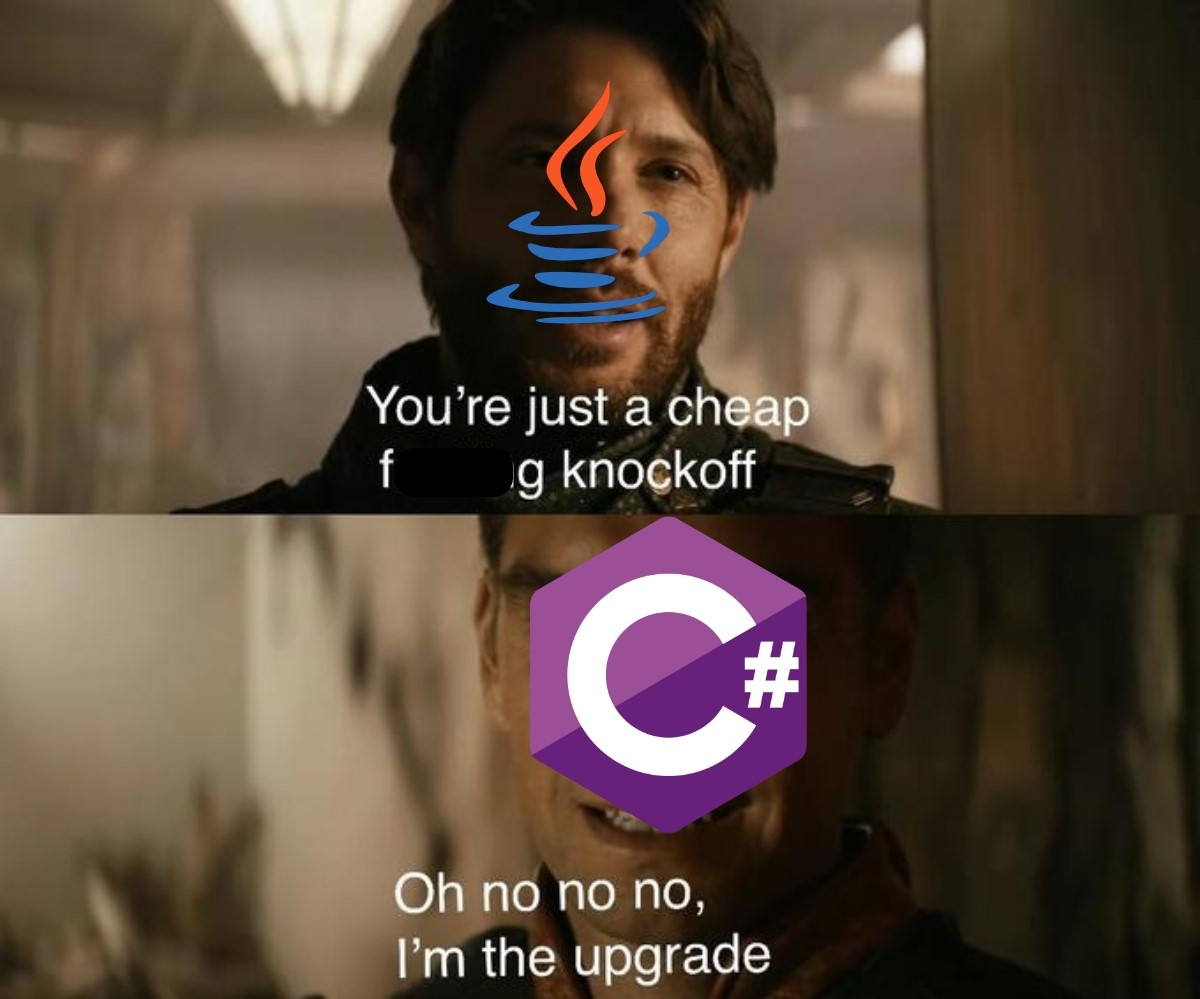 You're just a cheap
f g knockoff
C#
Oh no no no,
I'm the upgrade